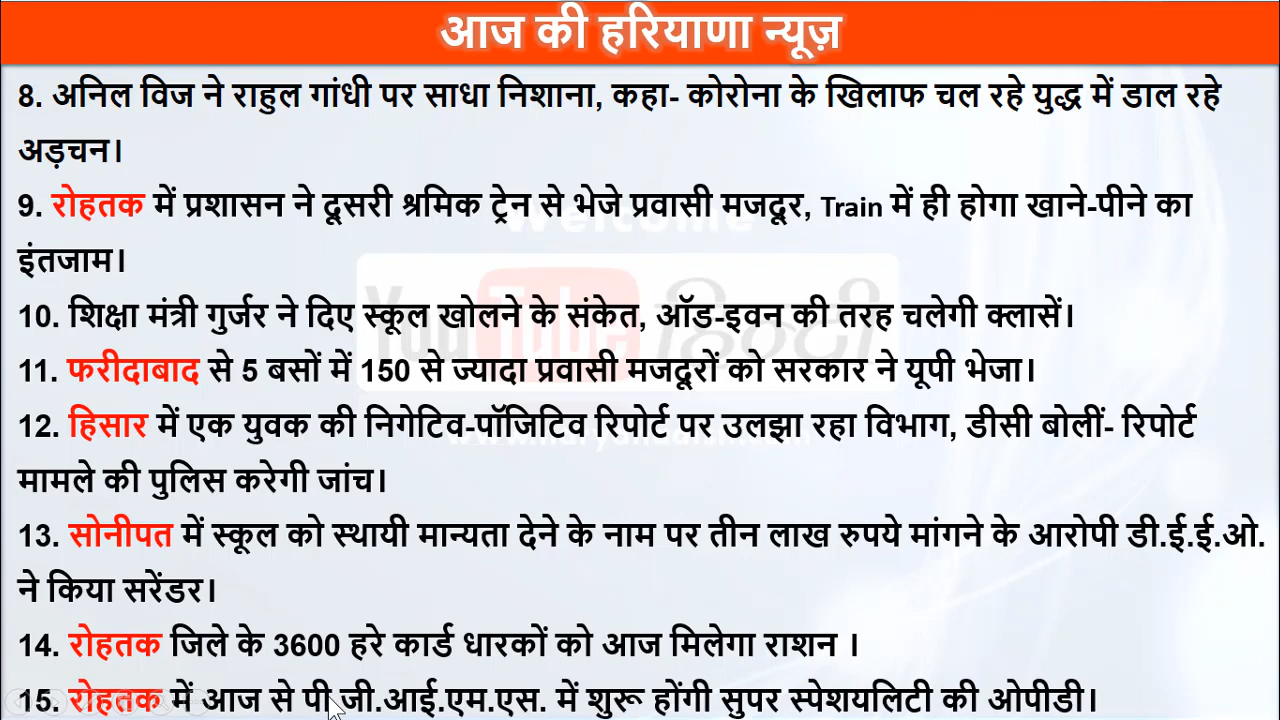 आज की हरियाणा न्यूज़
8. अनिल विज ने राहुल गांधी पर साधा निशाना, कहा- कोरोना के खिलाफ चल रहे युद्ध में डाल रहे
अड़चन।
9. रोहतक में प्रशासन ने दूसरी श्रमिक ट्रेन से भेजे प्रवासी मजदूर, Train में ही होगा खाने-पीने का
इंतजाम।
Welcome
10. शिक्षा मंत्री गुर्जर ने दिए स्कूल खोलने के संकेत, ऑड-इवन की तरह चलेगी क्लासें।
YouTube हिन्दी
11. फरीदाबाद से 5 बसों में 150 से ज्यादा प्रवासी मजदूरों को सरकार ने यूपी भेजा।
12. हिसार में एक युवक की निगेटिव-पॉजिटिव रिपोर्ट पर उलझा रहा विभाग, डीसी बोलीं- रिपोर्ट
मामले की पुलिस करेगी जांच।
13. सोनीपत में स्कूल को स्थायी मान्यता देने के नाम पर तीन लाख रुपये मांगने के आरोपी डी.ई.ई.ओ.
ने किया सरेंडर।
14. रोहतक जिले के 3600 हरे कार्ड धारकों को आज मिलेगा राशन ।
15. रोहतक में आज से पी.जी.आई.एम.एस. में शुरू होंगी सुपर स्पेशयलिटी की ओपीडी।